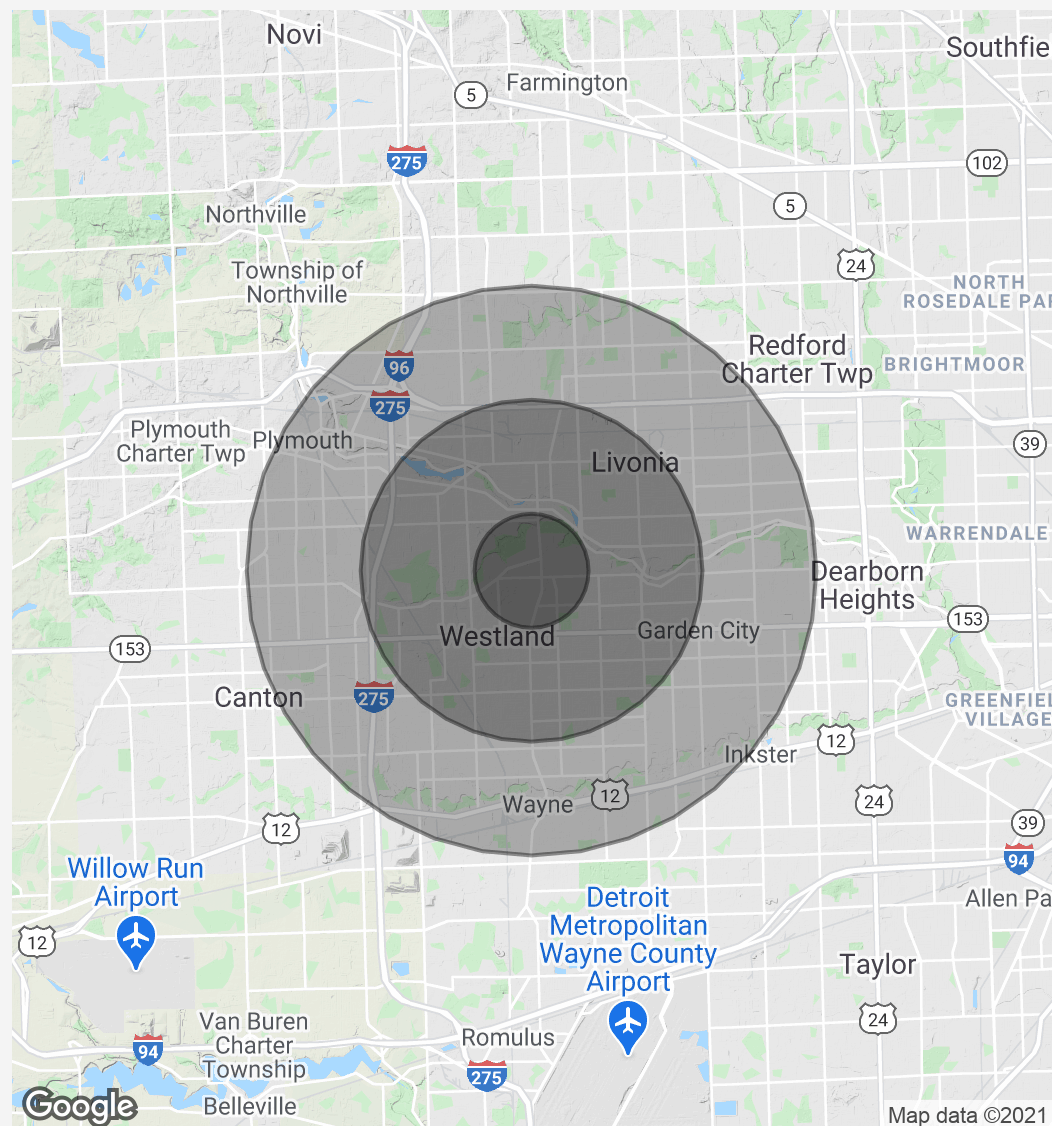 Novi
Southfie
Farmington
5
275
102
Northville
5
24
Township of
Northville
NORTH
ROSEDALE PAR
Redford
Charter Twp
BRIGHTMOOR
96
275
Plymouth
Charter Twp
Plymouth
39
Livonia
WARRENDALE
Dearborn
Heights
153
Garden City
Westland
153
Canton
275
GREENFIEL
VILLAGE
12
Inkster
Wayne
12
24
12
39
94
Willow Run
Airport
Allen Pa
Detroit
Metropolitan
Wayne County
Airport
12
Taylor
24
Van Buren
Charter
Township
94
Romulus
275
Belleville
Google
Map data ©2021